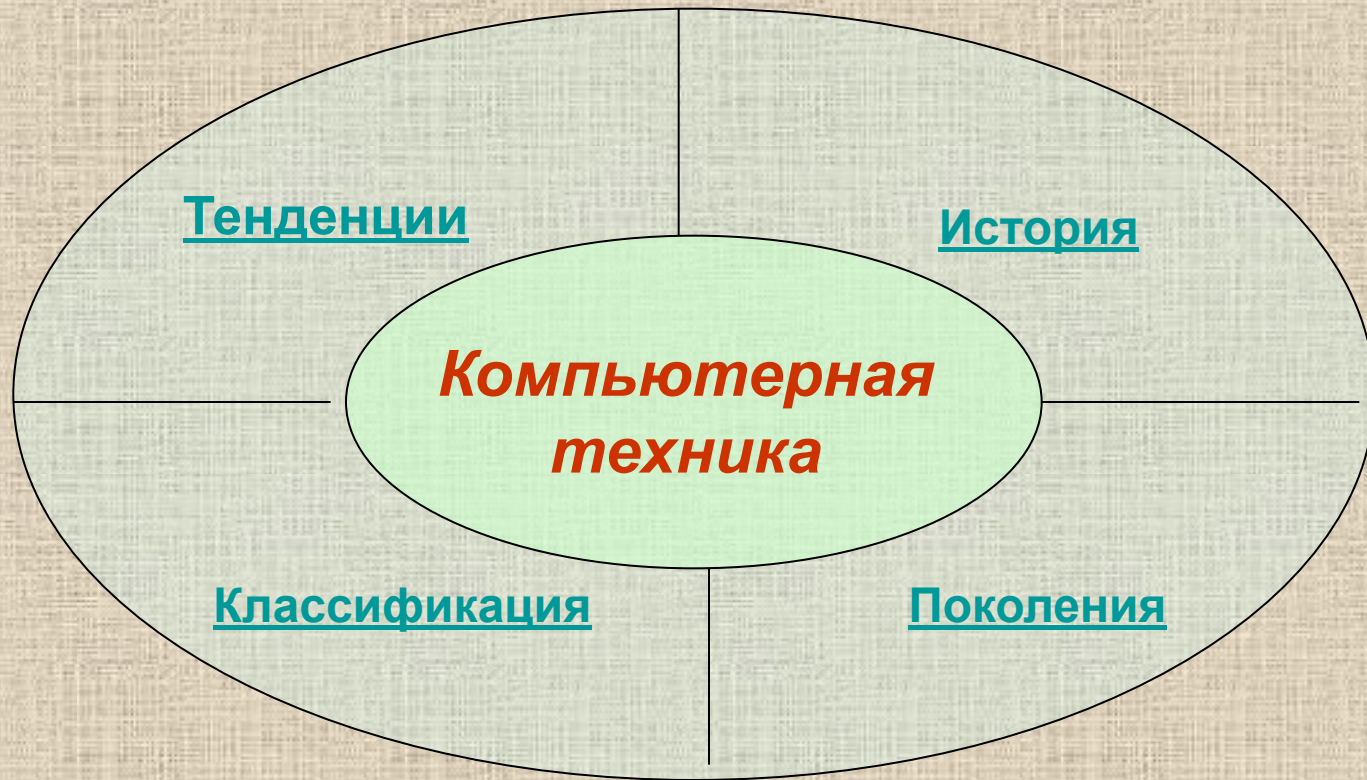 Тенденции
История
Компьютерная
техника
Классификация
Поколения